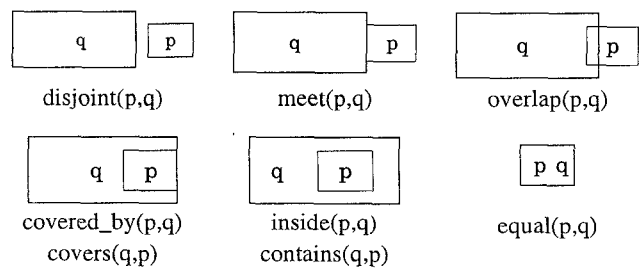 q p
disjoint(p,q)
q p
meet(p,q)
q p
overlap(p,q)
q p
covered_by(p,q)
covers(q,p)
q p
inside(p,q)
contains(q,p)
p q
equal(p,q)